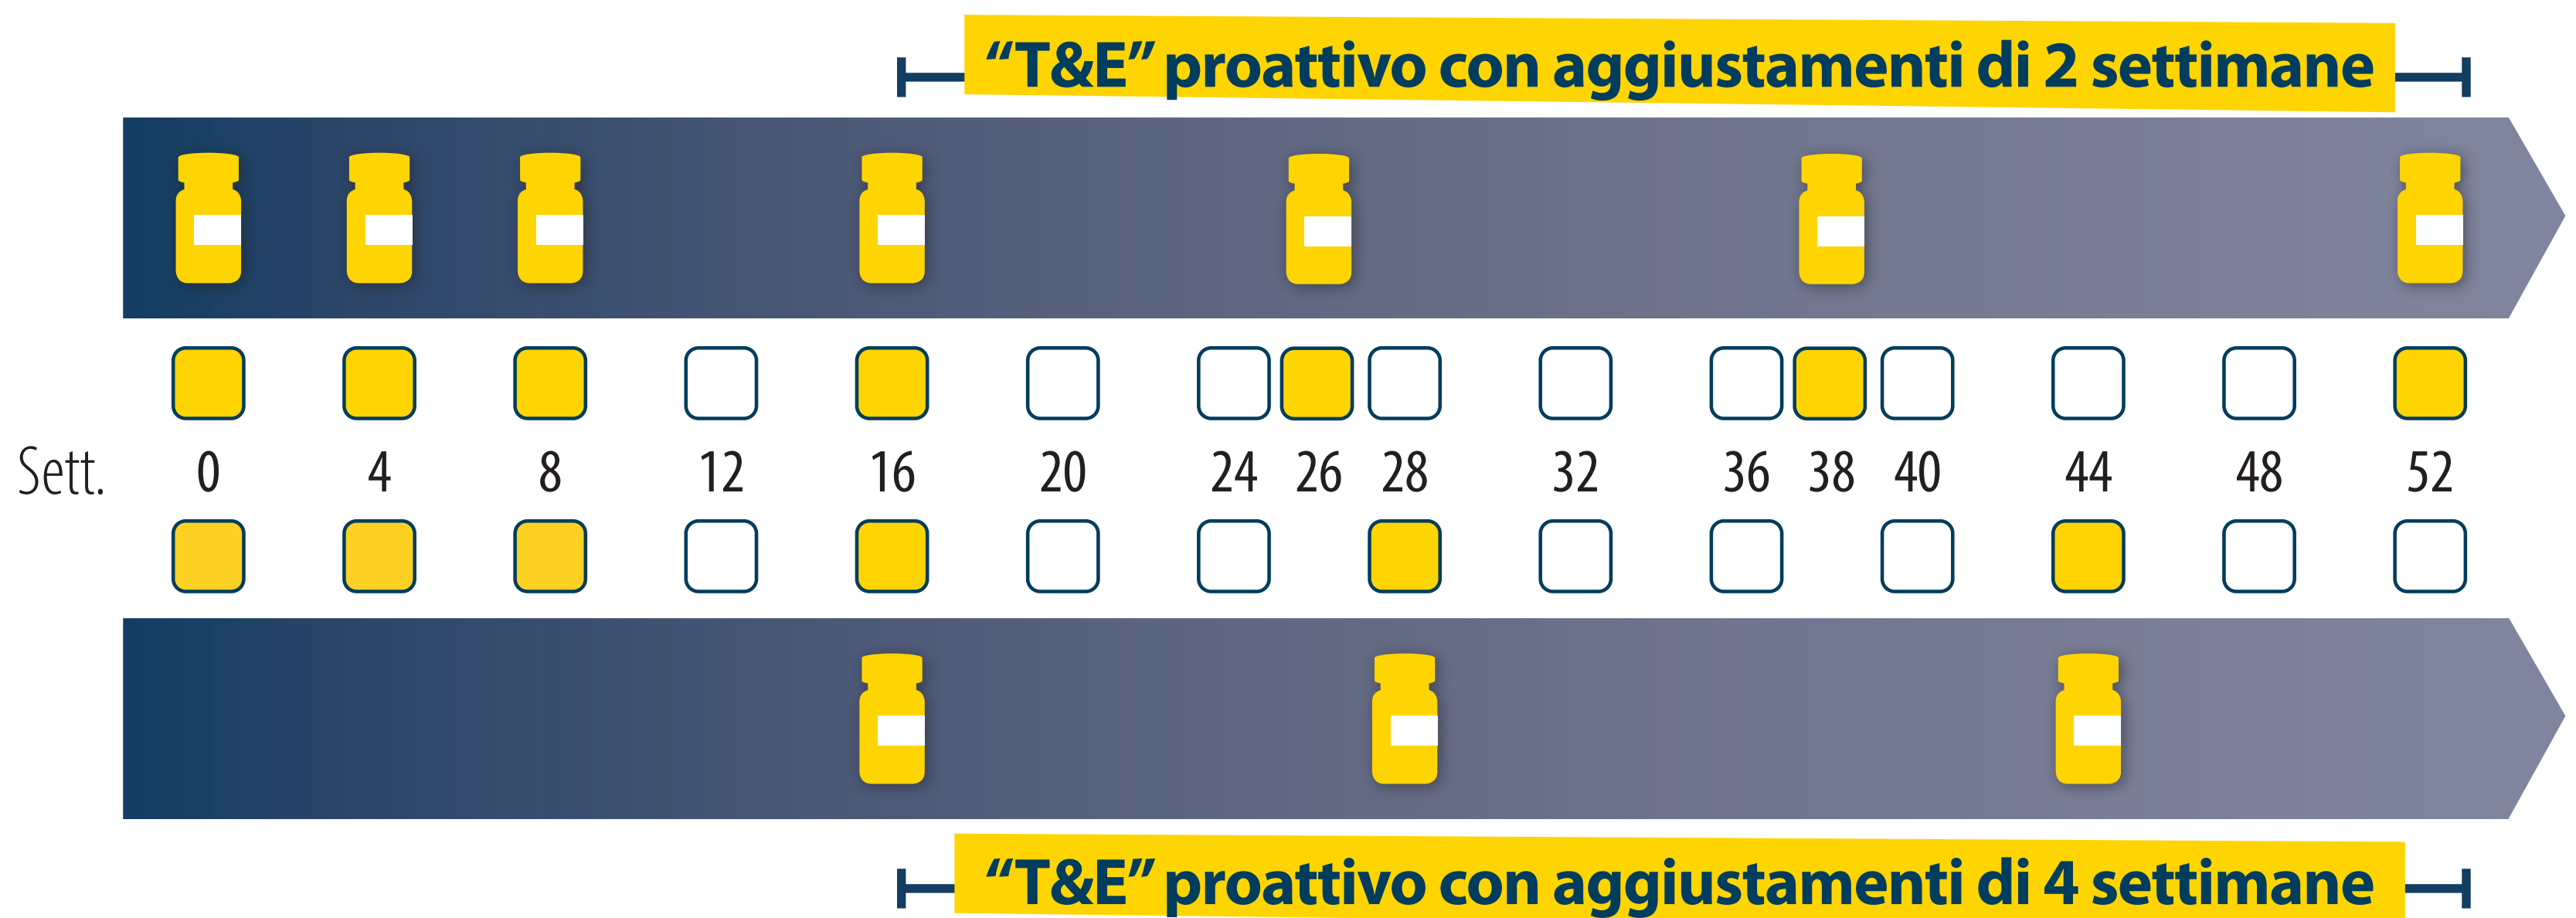 “T&E” proattivo con aggiustamenti di 2 settimane
Sett. 0 4 8 12 16 20 24 26 28 32 36 38 40 44 48 52
“T&E” proattivo con aggiustamenti di 4 settimane